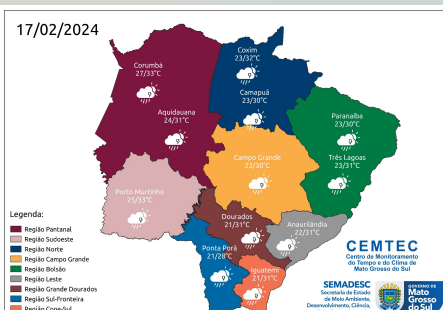 17/02/2024
Coxim
23/32°C
Corumbá
27/33°C
Camapuã
23/30°C
Aquidauana
24/31°C
Paranaíba
23/30°C
Campo Grande
23/30°C
Três Lagoas
23/31°C
Porto Murtinho
25/33°C
Dourados
21/31°C
Anaurilândia
22/31°C
Ponta Porã
21/28°C
Iguatemi
21/31°C
Legenda:
Região Pantanal
Região Sudoeste
Região Norte
Região Campo Grande
Região Bolsão
Região Leste
Região Grande Dourados
Região Sul-Fronteira
Região Cone-Sul
CEMTEC
Centro de Monitoramento
do Tempo e do Clima de
Mato Grosso do Sul
SEMADESC
Secretaria de Estado
de Meio Ambiente,
Desenvolvimento, Ciência,
GOVERNO DE
Mato
Grosso
do Sul